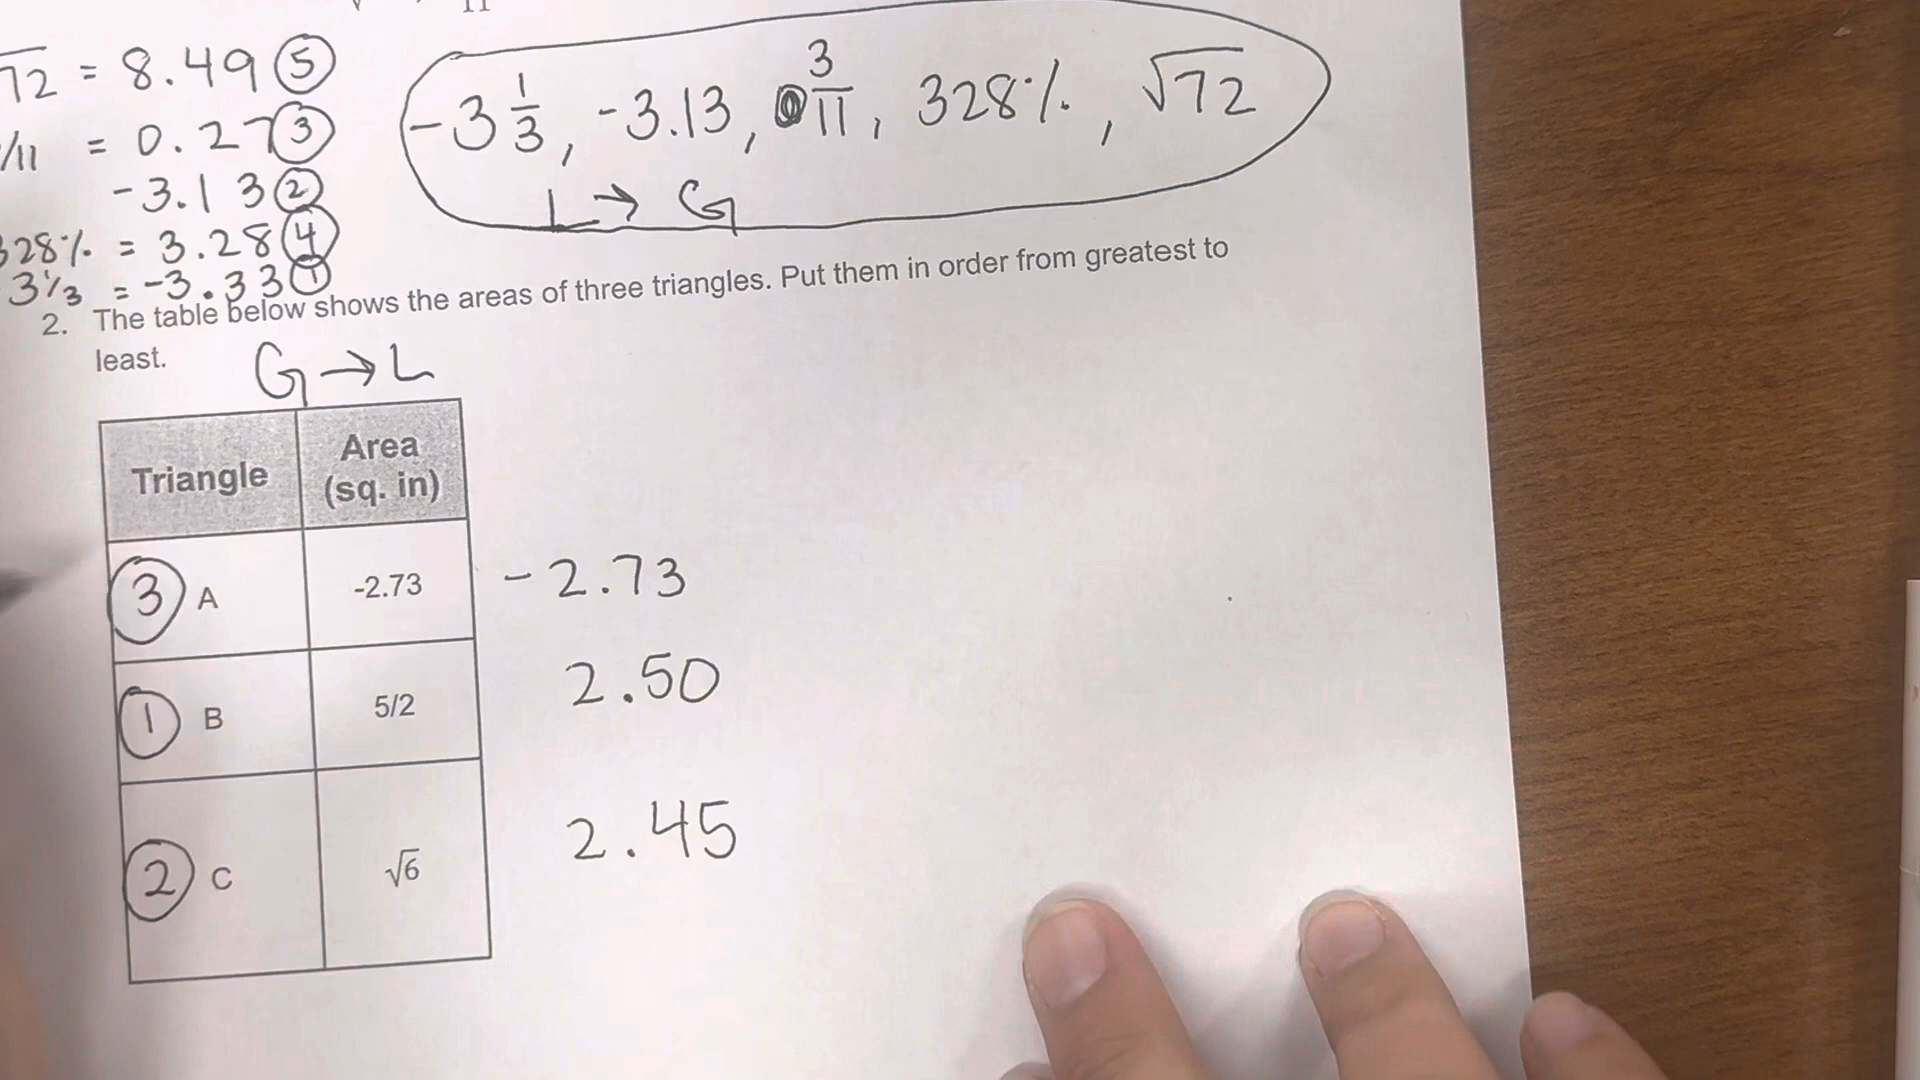 11
72 = 8.49 ⑤
/11 = 0.27 ③
-3.13 ②
328% = 3.28 ④
3 1/3 = -3.33 ①
-3 1/3, -3.13, 3/11, 328%, √72
L → G
2. The table below shows the areas of three triangles. Put them in order from greatest to
least.
G → L
Triangle Area (sq. in)
③ A -2.73 -2.73
① B 5/2 2.50
② C √6 2.45